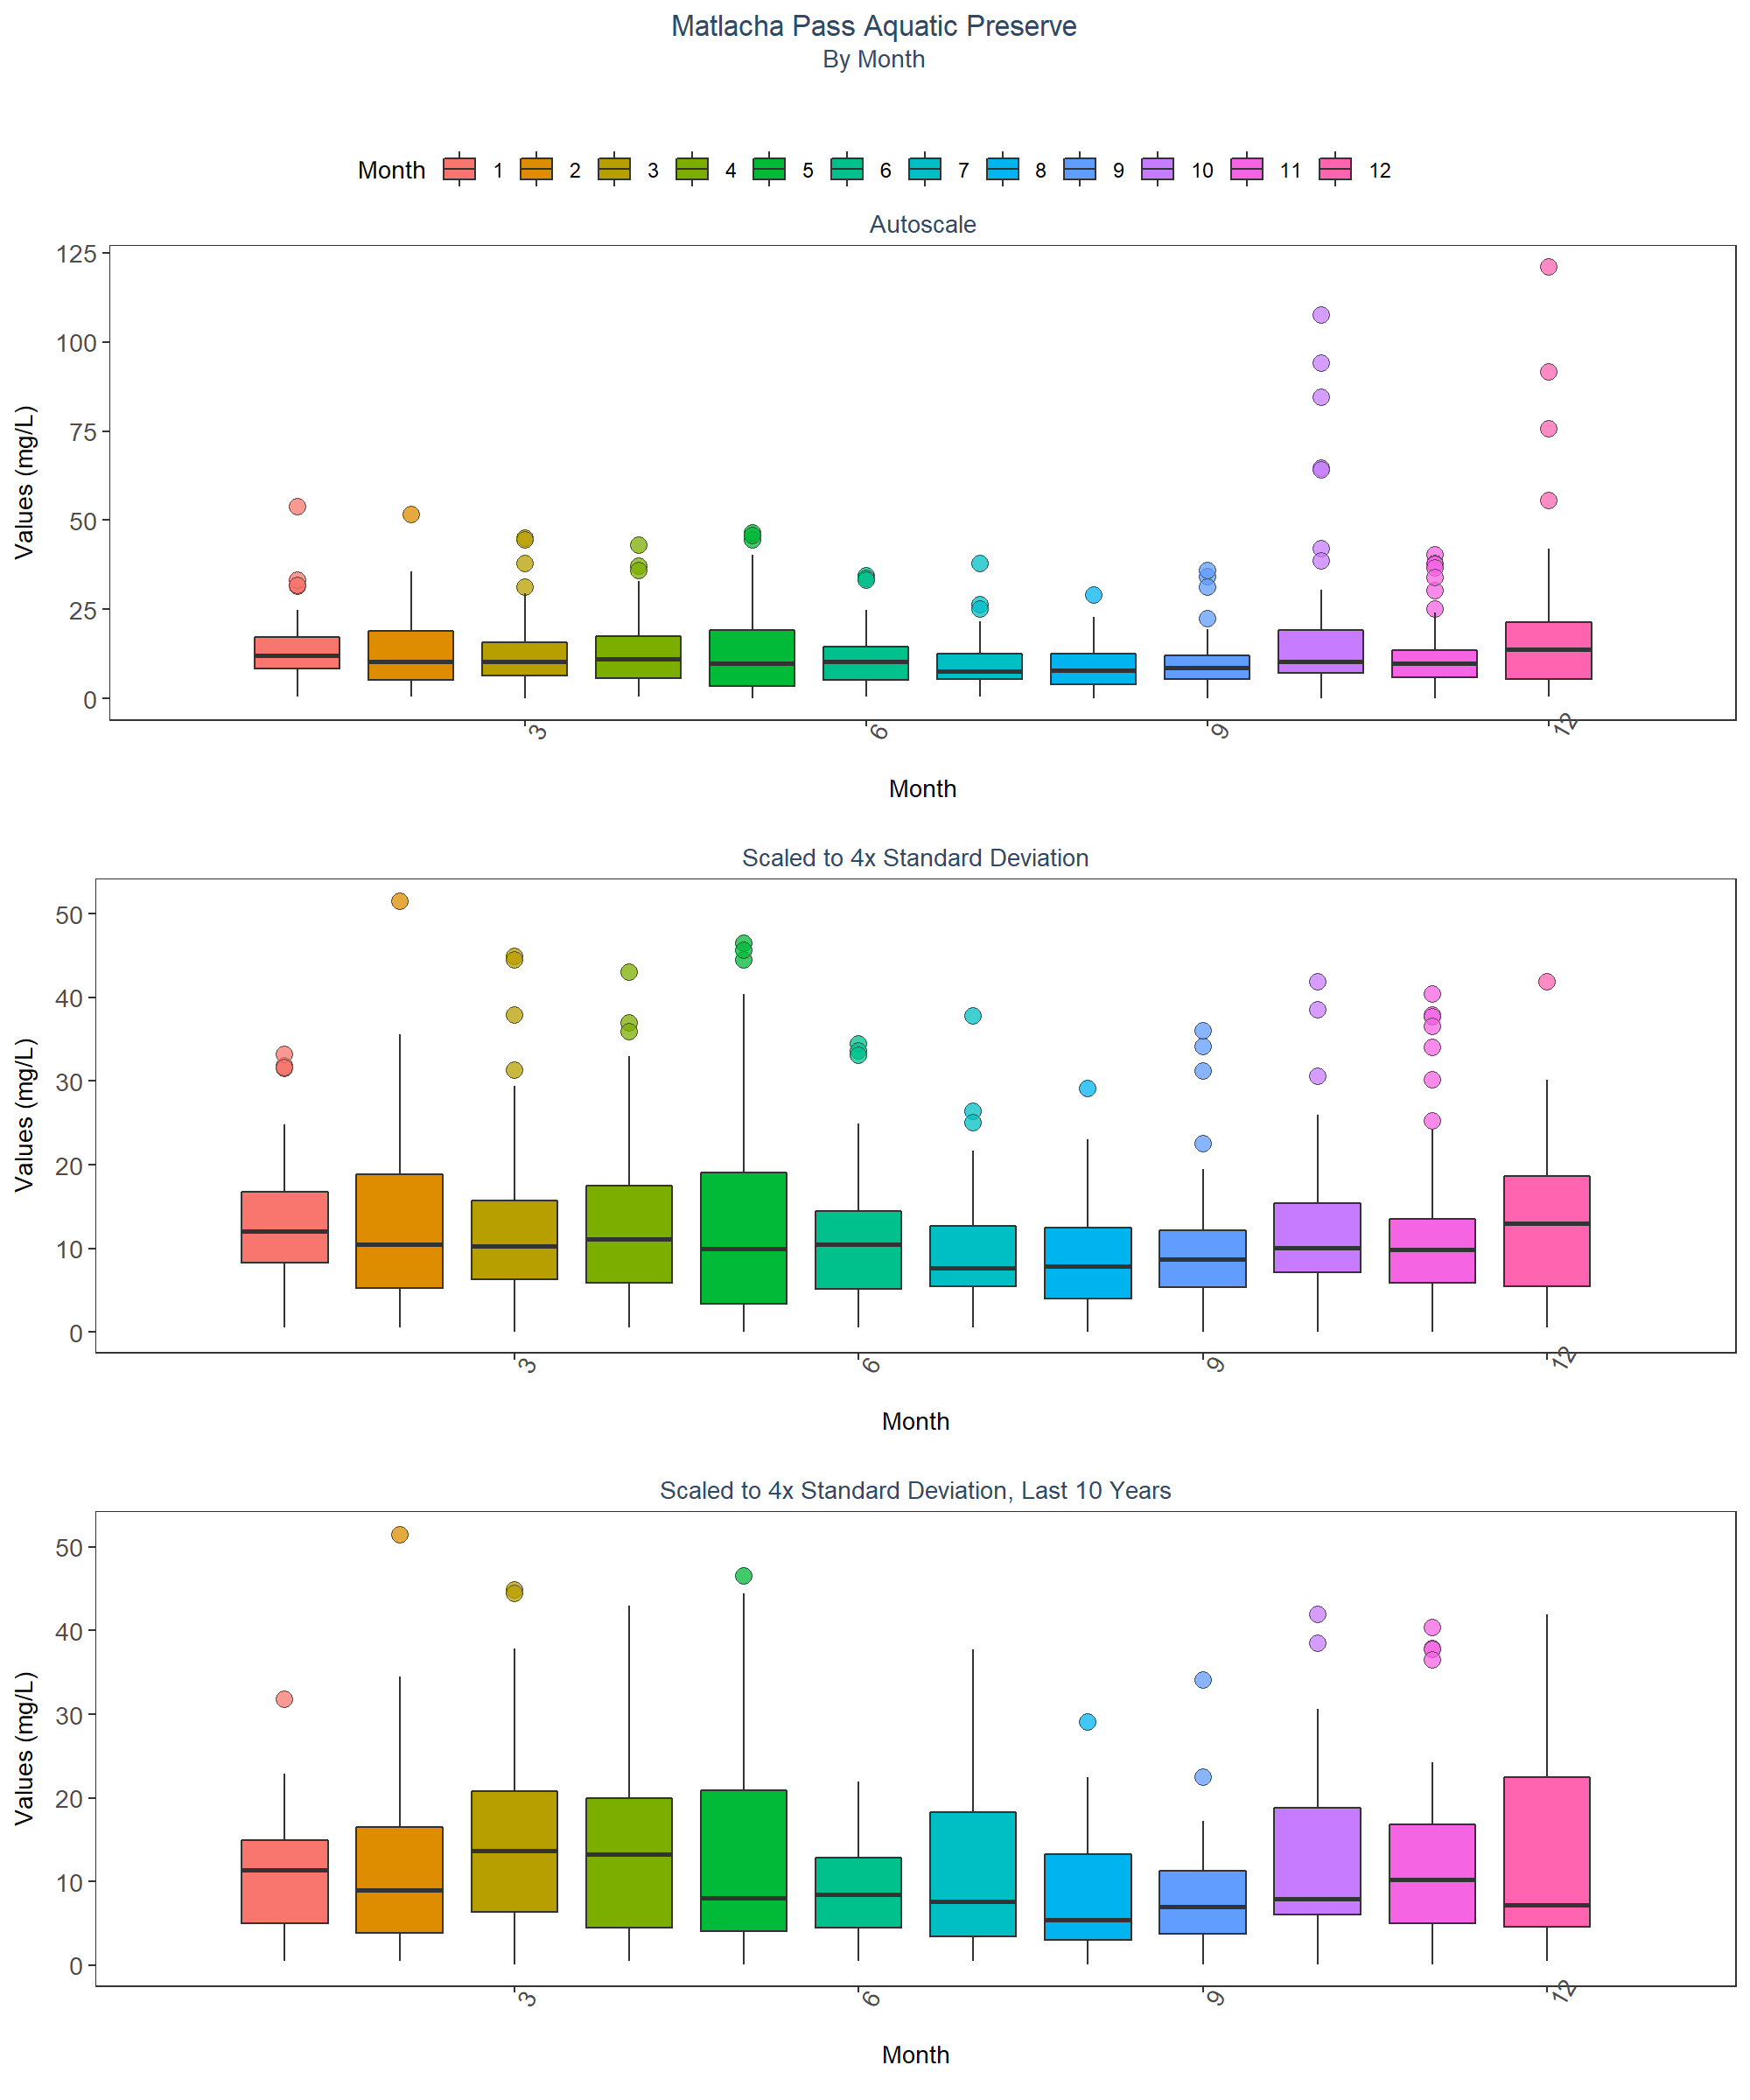 Matlacha Pass Aquatic Preserve
By Month
Month 1 2 3 4 5 6 7 8 9 10 11 12
Autoscale
Values (mg/L)
125
100
75
50
25
0
3 6 9 12
Month
Scaled to 4x Standard Deviation
Values (mg/L)
50
40
30
20
10
0
3 6 9 12
Month
Scaled to 4x Standard Deviation, Last 10 Years
Values (mg/L)
50
40
30
20
10
0
3 6 9 12
Month